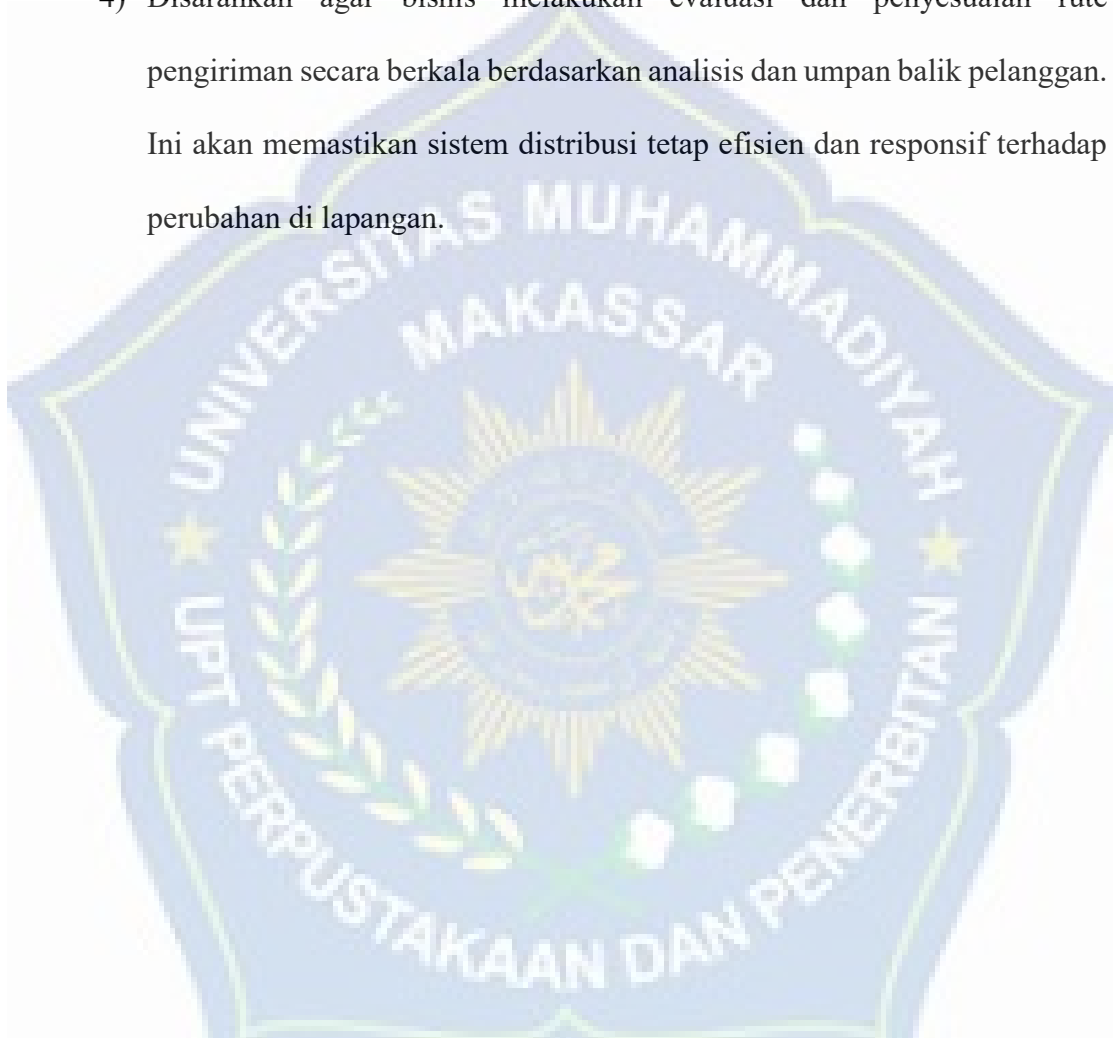 4) Disarankan agar bisnis melakukan evaluasi dan penyesuaian rute
pengiriman secara berkala berdasarkan analisis dan umpan balik pelanggan.
Ini akan memastikan sistem distribusi tetap efisien dan responsif terhadap
perubahan di lapangan.
UNIVERSITAS MUHAMMADIYAH
MAKASSAR
UPT PERPUSTAKAAN DAN PENERBITAN